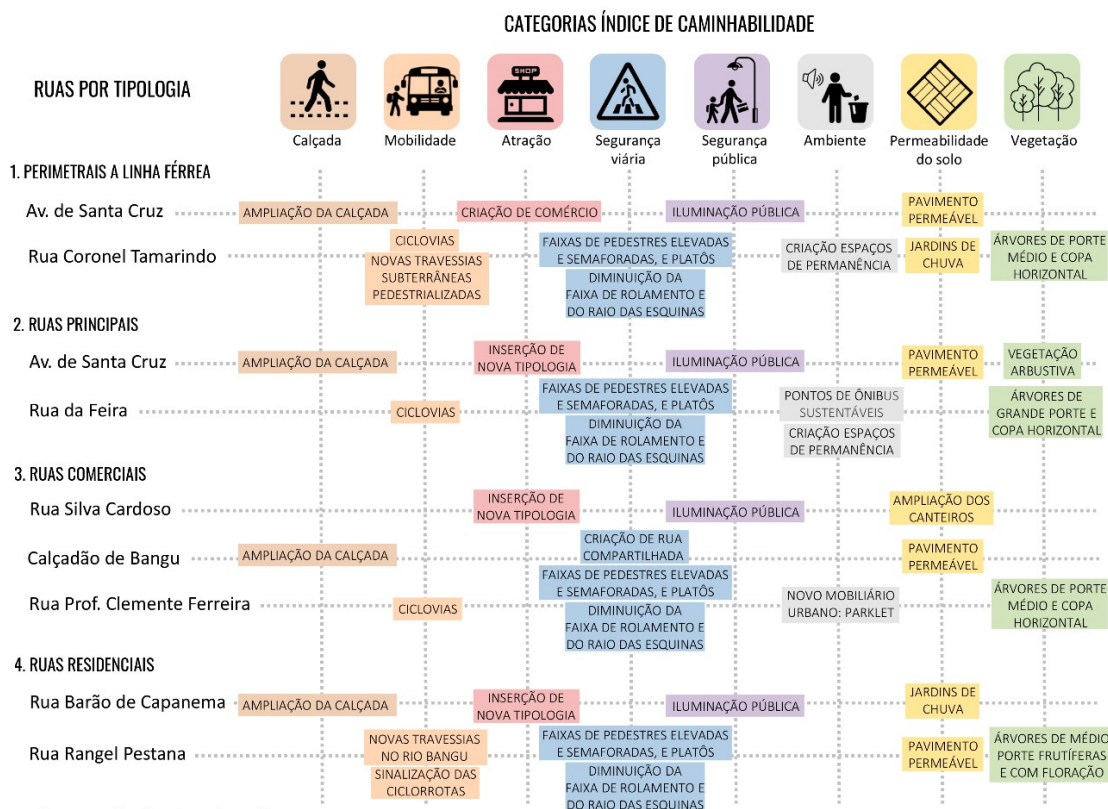 CATEGORIAS ÍNDICE DE CAMINHABILIDADE
RUAS POR TIPOLOGIA
SHOP
Calçada
Mobilidade
Atração
Segurança
viária
Segurança
pública
Ambiente
Permeabilidade
do solo
Vegetação
1. PERIMETRAIS A LINHA FÉRREA
Av. de Santa Cruz
AMPLIAÇÃO DA CALÇADA
CRIAÇÃO DE COMÉRCIO
ILUMINAÇÃO PÚBLICA
PAVIMENTO
PERMEÁVEL
Rua Coronel Tamarindo
CICLOVIAS
NOVAS TRAVESSIAS
SUBTERRÂNEAS
PEDESTRIALIZADAS
FAIXAS DE PEDESTRES ELEVADAS
E SEMAFORADAS, E PLATÔS
DIMINUIÇÃO DA
FAIXA DE ROLAMENTO E
DO RAIO DAS ESQUINAS
CRIAÇÃO ESPAÇOS
DE PERMANÊNCIA
JARDINS DE
CHUVA
ÁRVORES DE PORTE
MÉDIO E COPA
HORIZONTAL
2. RUAS PRINCIPAIS
Av. de Santa Cruz
AMPLIAÇÃO DA CALÇADA
INSERÇÃO DE
NOVA TIPOLOGIA
ILUMINAÇÃO PÚBLICA
PAVIMENTO
PERMEÁVEL
VEGETAÇÃO
ARBUSTIVA
Rua da Feira
CICLOVIAS
FAIXAS DE PEDESTRES ELEVADAS
E SEMAFORADAS, E PLATÔS
DIMINUIÇÃO DA
FAIXA DE ROLAMENTO E
DO RAIO DAS ESQUINAS
PONTOS DE ÔNIBUS
SUSTENTÁVEIS
CRIAÇÃO ESPAÇOS
DE PERMANÊNCIA
ÁRVORES DE
GRANDE PORTE E
COPA HORIZONTAL
3. RUAS COMERCIAIS
Rua Silva Cardoso
INSERÇÃO DE
NOVA TIPOLOGIA
ILUMINAÇÃO PÚBLICA
AMPLIAÇÃO DOS
CANTEIROS
Calçadão de Bangu
AMPLIAÇÃO DA CALÇADA
CRIAÇÃO DE RUA
COMPARTILHADA
PAVIMENTO
PERMEÁVEL
Rua Prof. Clemente Ferreira
CICLOVIAS
FAIXAS DE PEDESTRES ELEVADAS
E SEMAFORADAS, E PLATÔS
DIMINUIÇÃO DA
FAIXA DE ROLAMENTO E
DO RAIO DAS ESQUINAS
NOVO MOBILIÁRIO
URBANO: PARKLET
ÁRVORES DE PORTE
MÉDIO E COPA
HORIZONTAL
4. RUAS RESIDENCIAIS
Rua Barão de Capanema
AMPLIAÇÃO DA CALÇADA
INSERÇÃO DE
NOVA TIPOLOGIA
ILUMINAÇÃO PÚBLICA
JARDINS DE
CHUVA
Rua Rangel Pestana
NOVAS TRAVESSIAS
NO RIO BANGU
SINALIZAÇÃO DAS
CICLORROTAS
FAIXAS DE PEDESTRES ELEVADAS
E SEMAFORADAS, E PLATÔS
DIMINUIÇÃO DA
FAIXA DE ROLAMENTO E
DO RAIO DAS ESQUINAS
PAVIMENTO
PERMEÁVEL
ÁRVORES DE MÉDIO
PORTE FRUTÍFERAS
E COM FLORAÇÃO